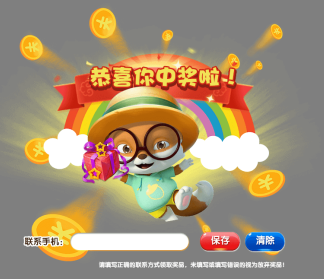 恭喜你中奖啦！
联系手机：
保存
清除
请填写正确的联系方式领取奖品，未填写或填写错误的视为放弃奖品！